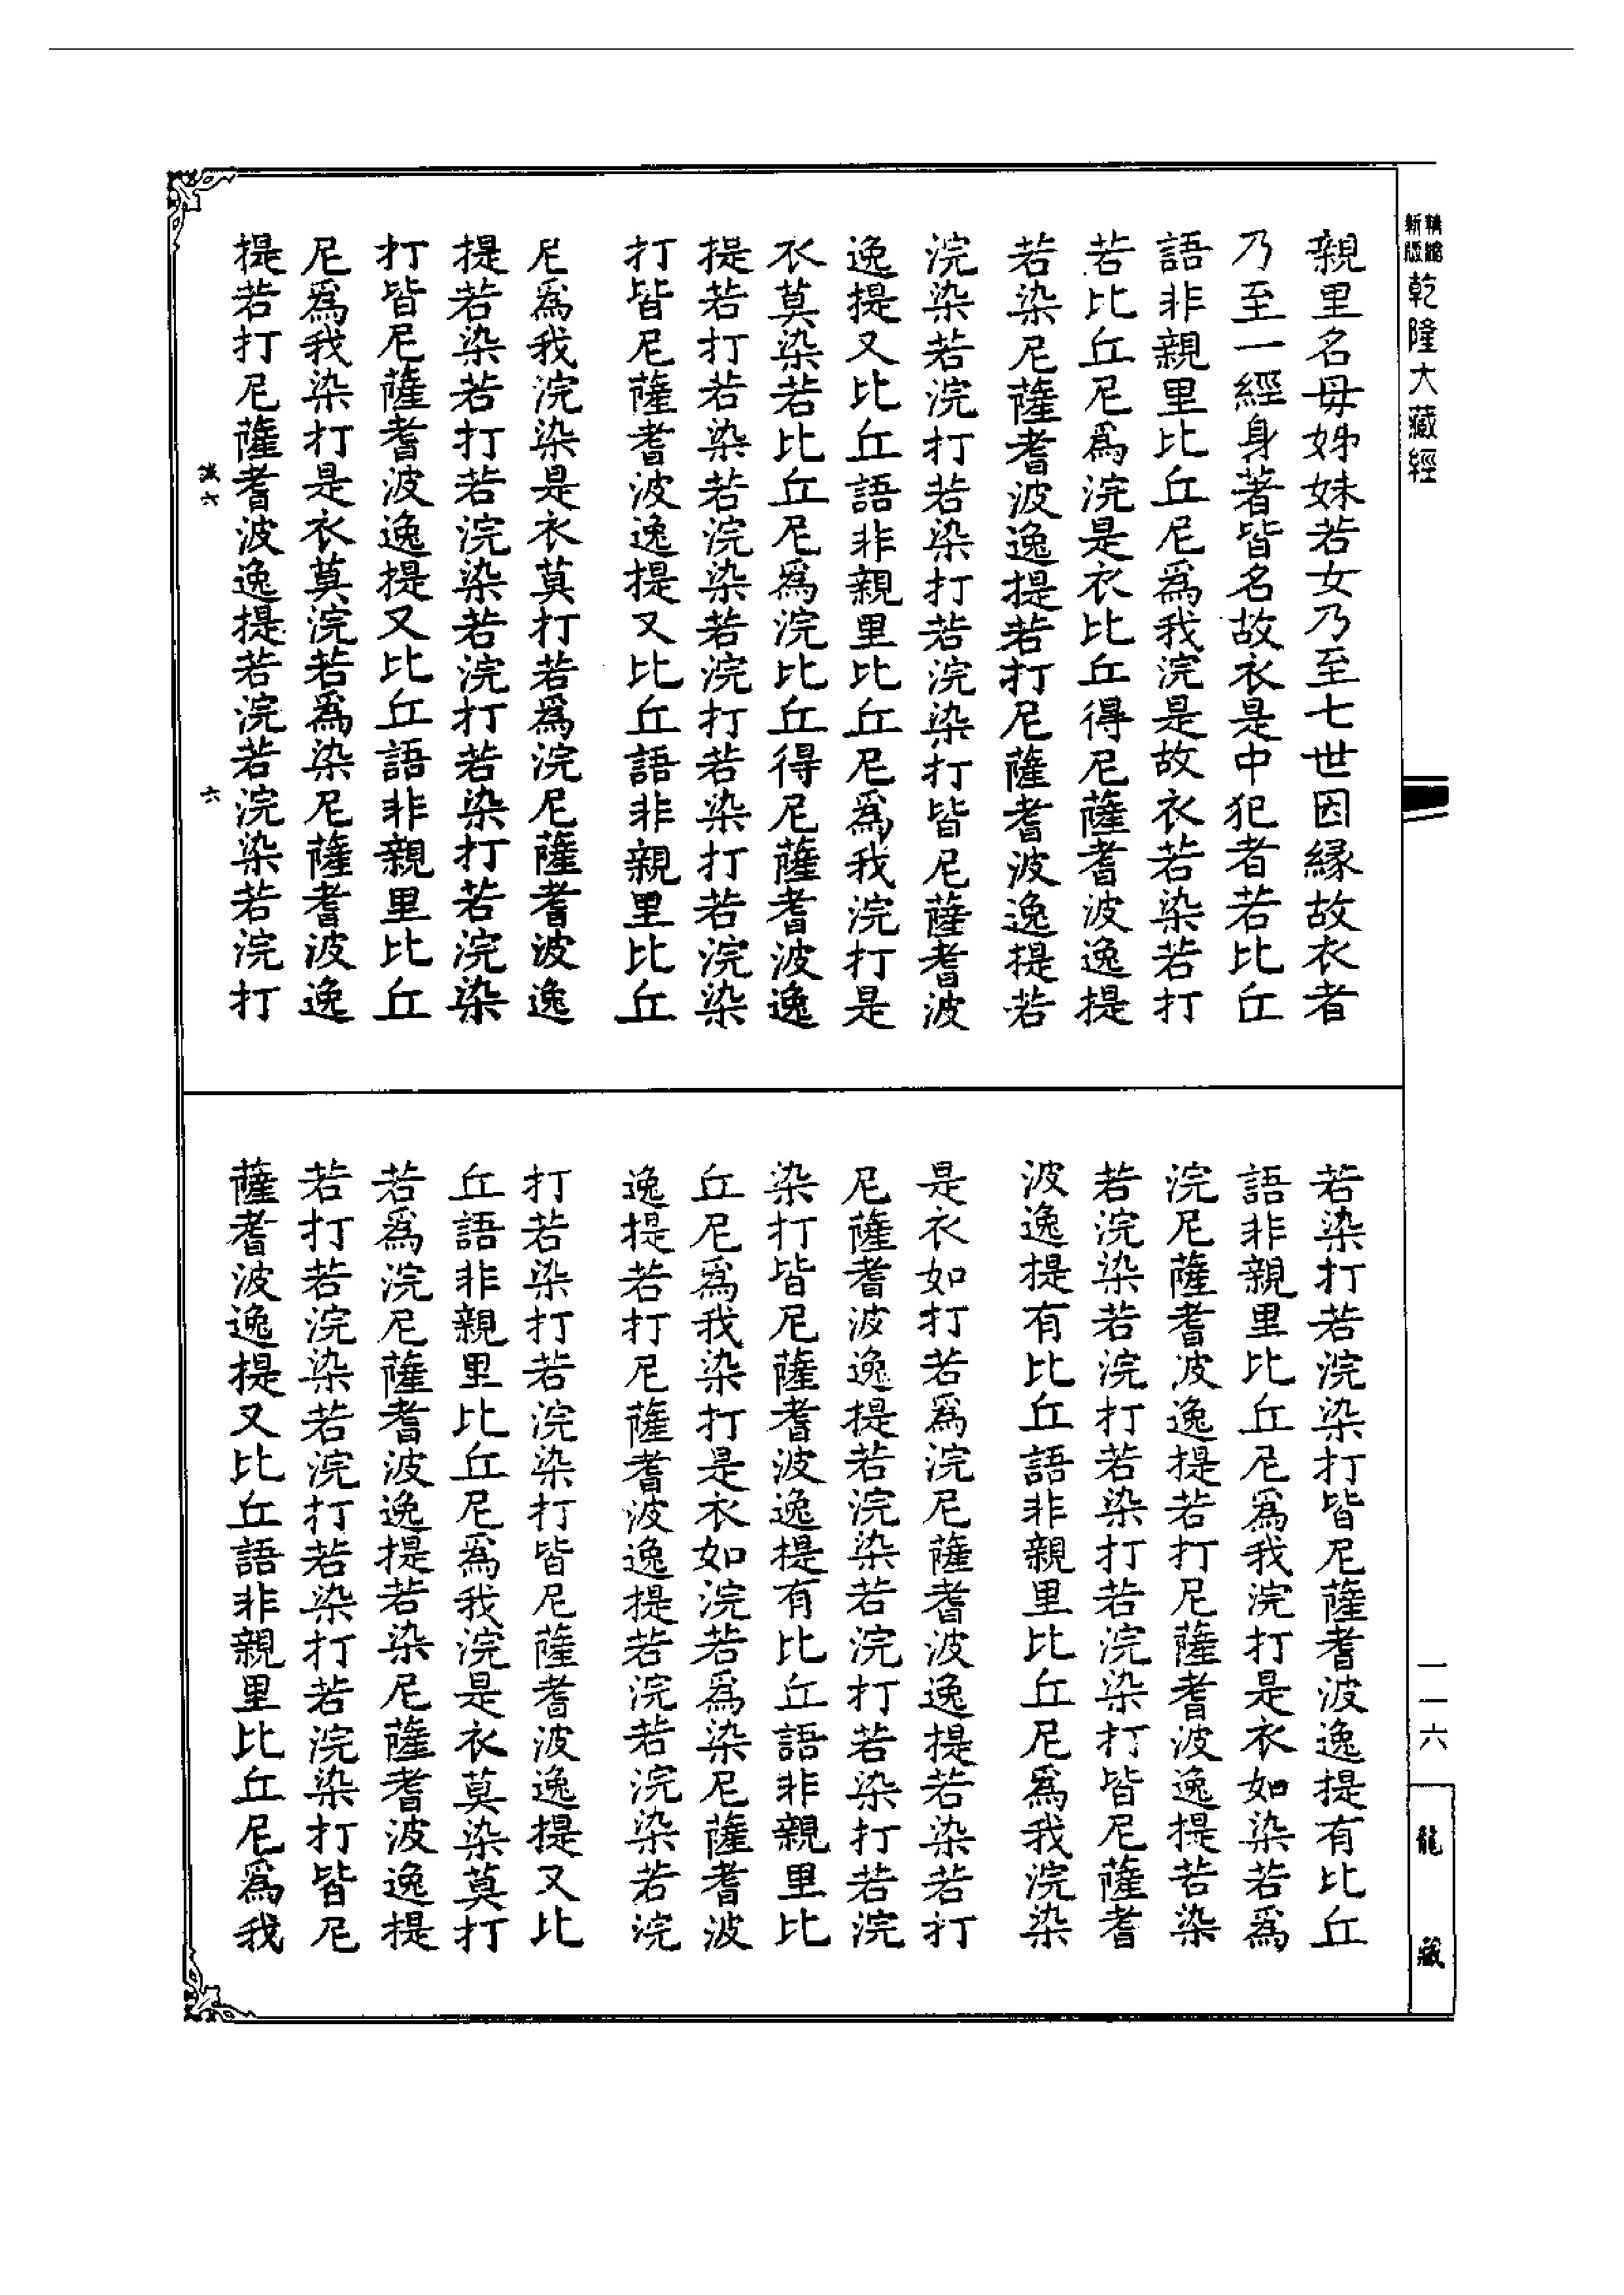 精縮新版乾隆大藏經
親里名毋姊妹若女乃至七世因緣故衣者
乃至一經身著皆名故衣是中犯者若比丘
語非親里比丘尼爲我浣是故衣若染若打
若比丘尼爲浣是衣比丘得尼薩耆波逸提
若染尼薩耆波逸提若打尼薩耆波逸提若
浣染若浣打若染打若浣染打皆尼薩耆波
逸提又比丘語非親里比丘尼爲我浣打是
衣莫染若比丘尼爲浣比丘得尼薩耆波逸
提若打若染若浣染若浣打若染打若浣染
打皆尼薩耆波逸提又比丘語非親里比丘
尼爲我浣染是衣莫打若爲浣尼薩耆波逸
提若染若打若浣染若浣打若染打若浣染
打皆尼薩耆波逸提又比丘語非親里比丘
尼爲我染打是衣莫浣若爲染尼薩耆波逸
提若打尼薩耆波逸提若浣若浣染若浣打
六
六
若染打若浣染打皆尼薩耆波逸提有比丘
語非親里比丘尼爲我浣打是衣如染若爲
浣尼薩耆波逸提若打尼薩耆波逸提若染
若浣染若浣打若染打若浣染打皆尼薩耆
波逸提有比丘語非親里比丘尼爲我浣染
是衣如打若爲浣尼薩耆波逸提若染若打
尼薩耆波逸提若浣染若浣打若染打若浣
染打皆尼薩耆波逸提有比丘語非親里比
丘尼爲我染打是衣如浣若爲染尼薩耆波
逸提若打尼薩耆波逸提若浣若浣染若浣
打若染打若浣染打皆尼薩耆波逸提又比
丘語非親里比丘尼爲我浣是衣莫染莫打
若爲浣尼薩耆波逸提若染尼薩耆波逸提
若打若浣染若浣打若染打若浣染打皆尼
薩耆波逸提又比丘語非親里比丘尼爲我
一一六
龍藏